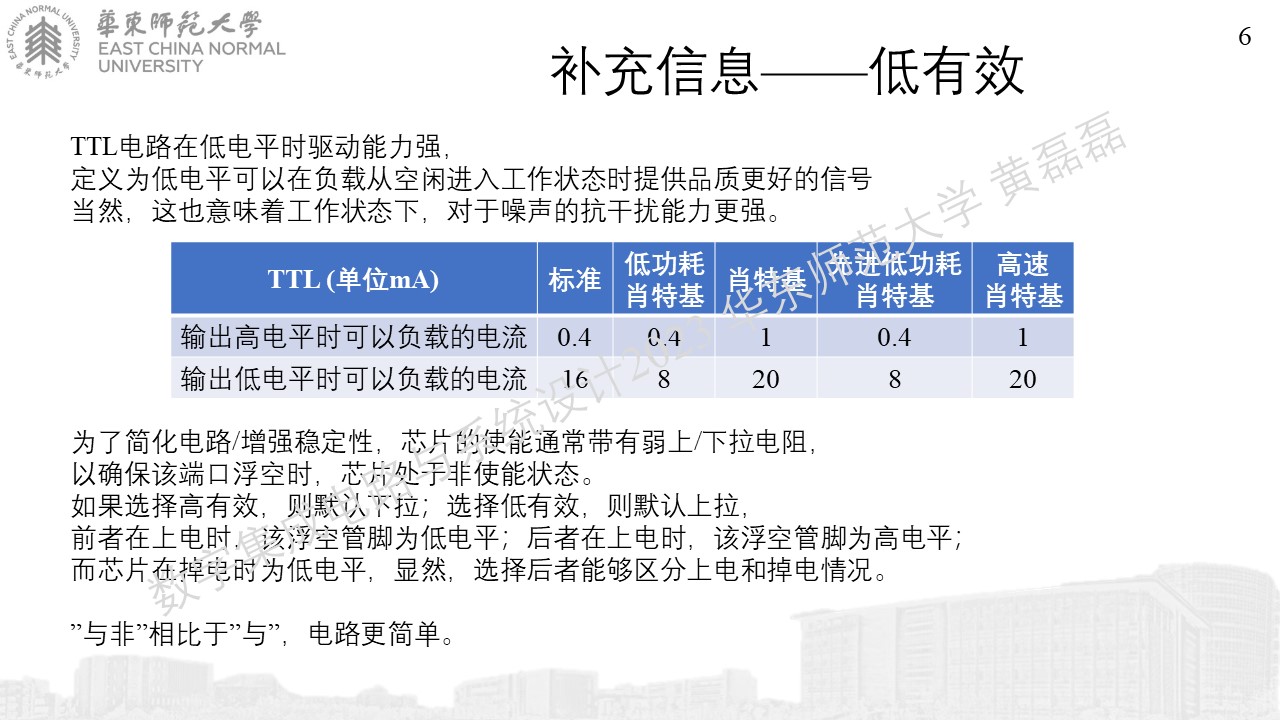 EAST CHINA NORMAL UNIVERSITY
華東师范大學
華東师范大學
EAST CHINA NORMAL
UNIVERSITY
6
补充信息——低有效
TTL电路在低电平时驱动能力强，
定义为低电平可以在负载从空闲进入工作状态时提供品质更好的信号
当然，这也意味着工作状态下，对于噪声的抗干扰能力更强。
TTL (单位mA) 标准 低功耗肖特基 肖特基 先进低功耗肖特基 高速肖特基
输出高电平时可以负载的电流 0.4 0.4 1 0.4 1
输出低电平时可以负载的电流 16 8 20 8 20
为了简化电路/增强稳定性，芯片的使能通常带有弱上/下拉电阻，
以确保该端口浮空时，芯片处于非使能状态。
如果选择高有效，则默认下拉；选择低有效，则默认上拉，
前者在上电时，该浮空管脚为低电平；后者在上电时，该浮空管脚为高电平；
而芯片在掉电时为低电平，显然，选择后者能够区分上电和掉电情况。
”与非”相比于”与”，电路更简单。
数字集成电路与系统设计2023 华东师范大学 黄磊磊